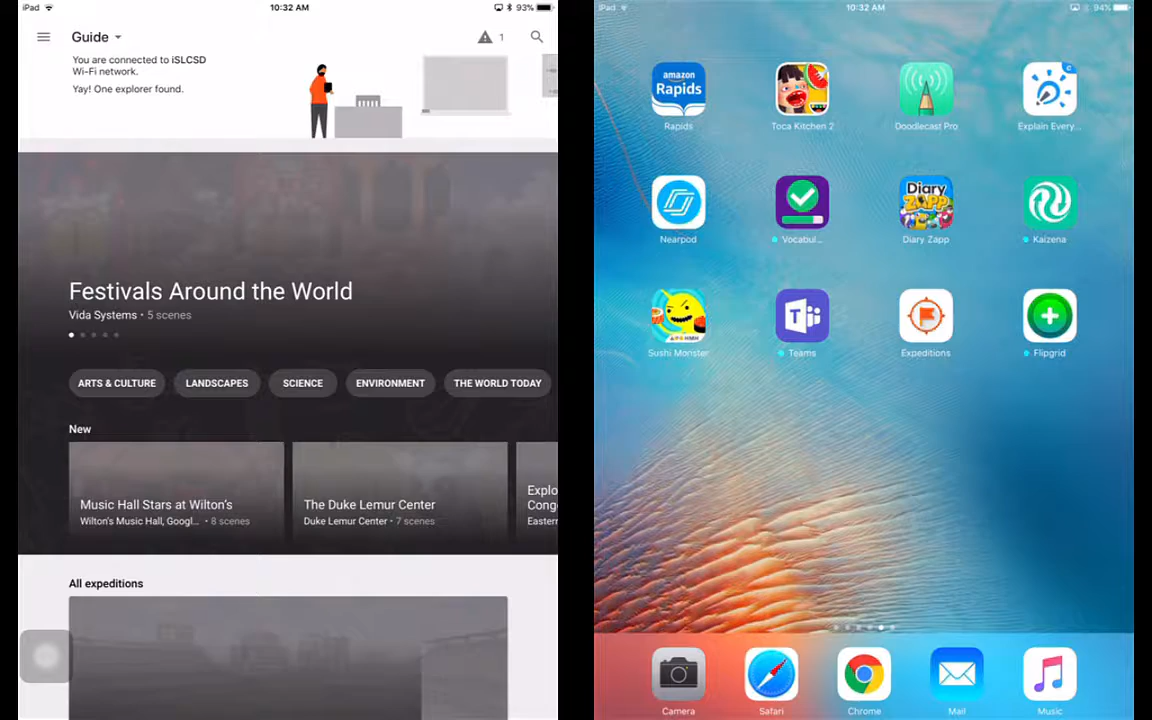 iPad
10:32 AM
93%
Guide
1
You are connected to iSLCSD
Wi-Fi network.
Yay! One explorer found.
Festivals Around the World
Vida Systems • 5 scenes
ARTS & CULTURE
LANDSCAPES
SCIENCE
ENVIRONMENT
THE WORLD TODAY
New
Music Hall Stars at Wilton's
Wilton's Music Hall, Googl... • 8 scenes
The Duke Lemur Center
Duke Lemur Center • 7 scenes
Explo
Cong
Eastern
All expeditions
iPad
10:32 AM
94%
amazon
Rapids
Rapids
Toca Kitchen 2
Doodlecast Pro
Explain Every...
Nearpod
Vocabul...
Diary
ZAPP
Diary Zapp
Kaizena
Sushi Monster
T
Teams
Expeditions
Flipgrid
Camera
Safari
Chrome
Mail
Music